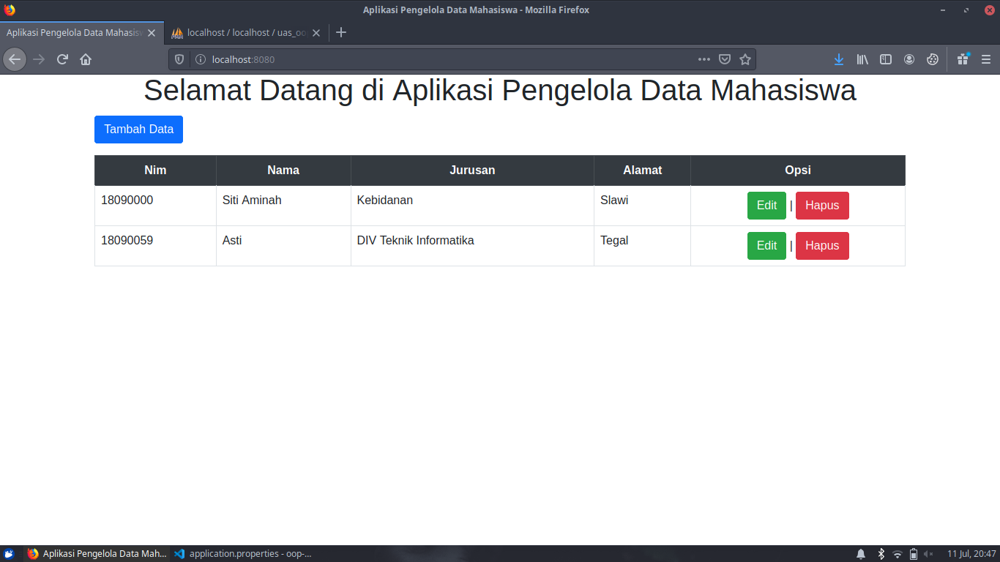 Aplikasi Pengelola Data Mahasiswa - Mozilla Firefox
Aplikasi Pengelola Data Mahasisw
localhost / localhost / uas_oo
localhost:8080
Selamat Datang di Aplikasi Pengelola Data Mahasiswa
Tambah Data
Nim Nama Jurusan Alamat Opsi
18090000 Siti Aminah Kebidanan Slawi Edit | Hapus
18090059 Asti DIV Teknik Informatika Tegal Edit | Hapus
Aplikasi Pengelola Data Mah... application.properties - oop-... 11 Jul, 20:47